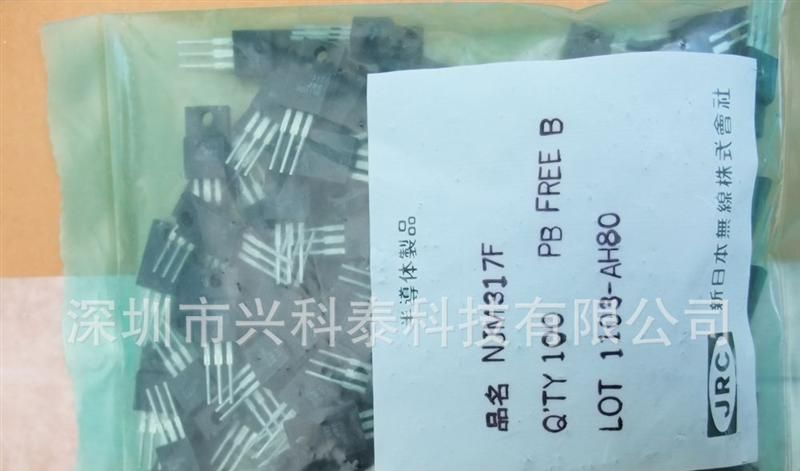 半導体製品
品名 NJM317F
Q'TY 100 PB FREE B
LOT 1103-AH80
新日本無線株式會社
JRC
深圳市兴科泰科技有限公司